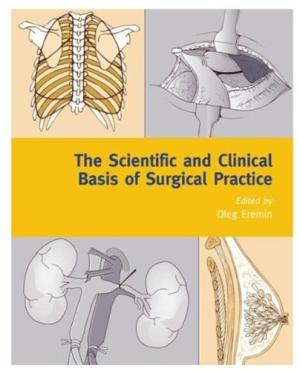 The Scientific and Clinical
Basis of Surgical Practice
Edited by
Oleg Eremin